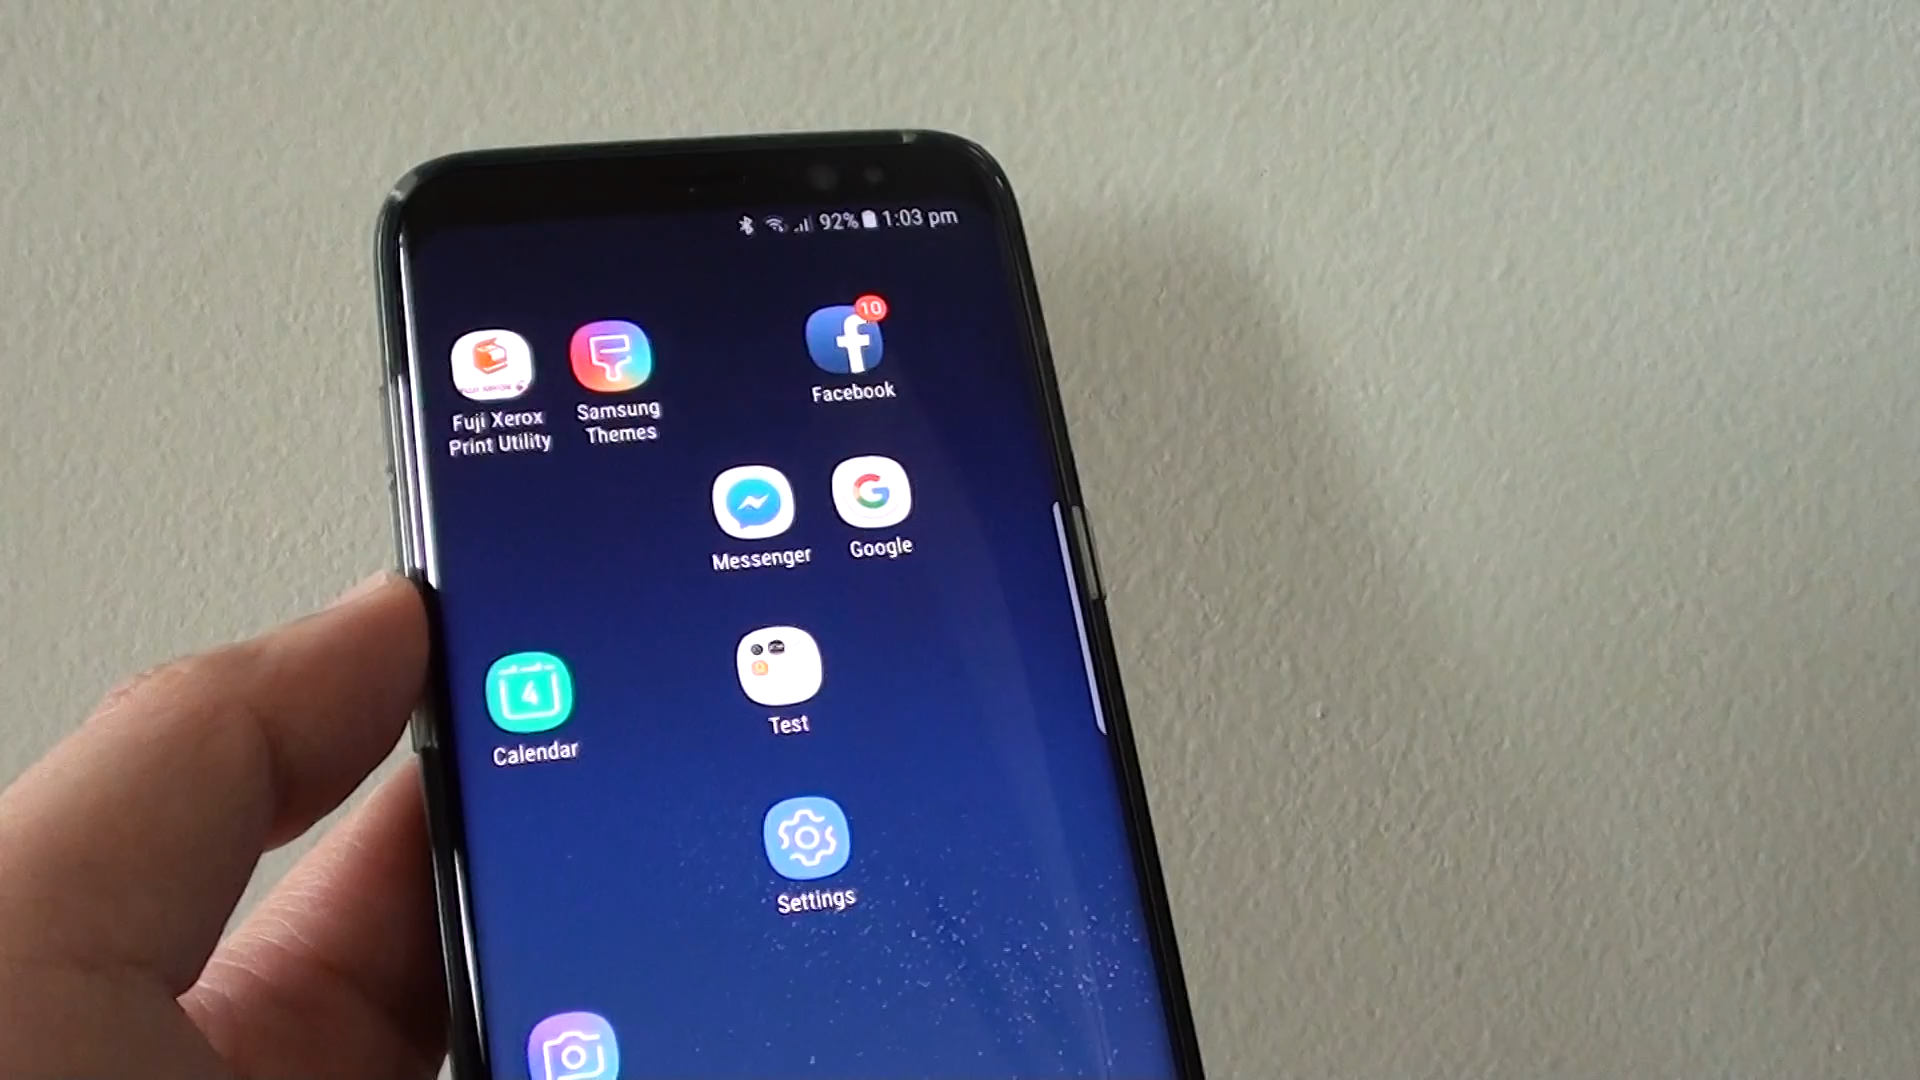 92% 1:03 pm
10
Facebook
Fuji Xerox
Print Utility
Samsung
Themes
Messenger
Google
4
Calendar
Test
Settings